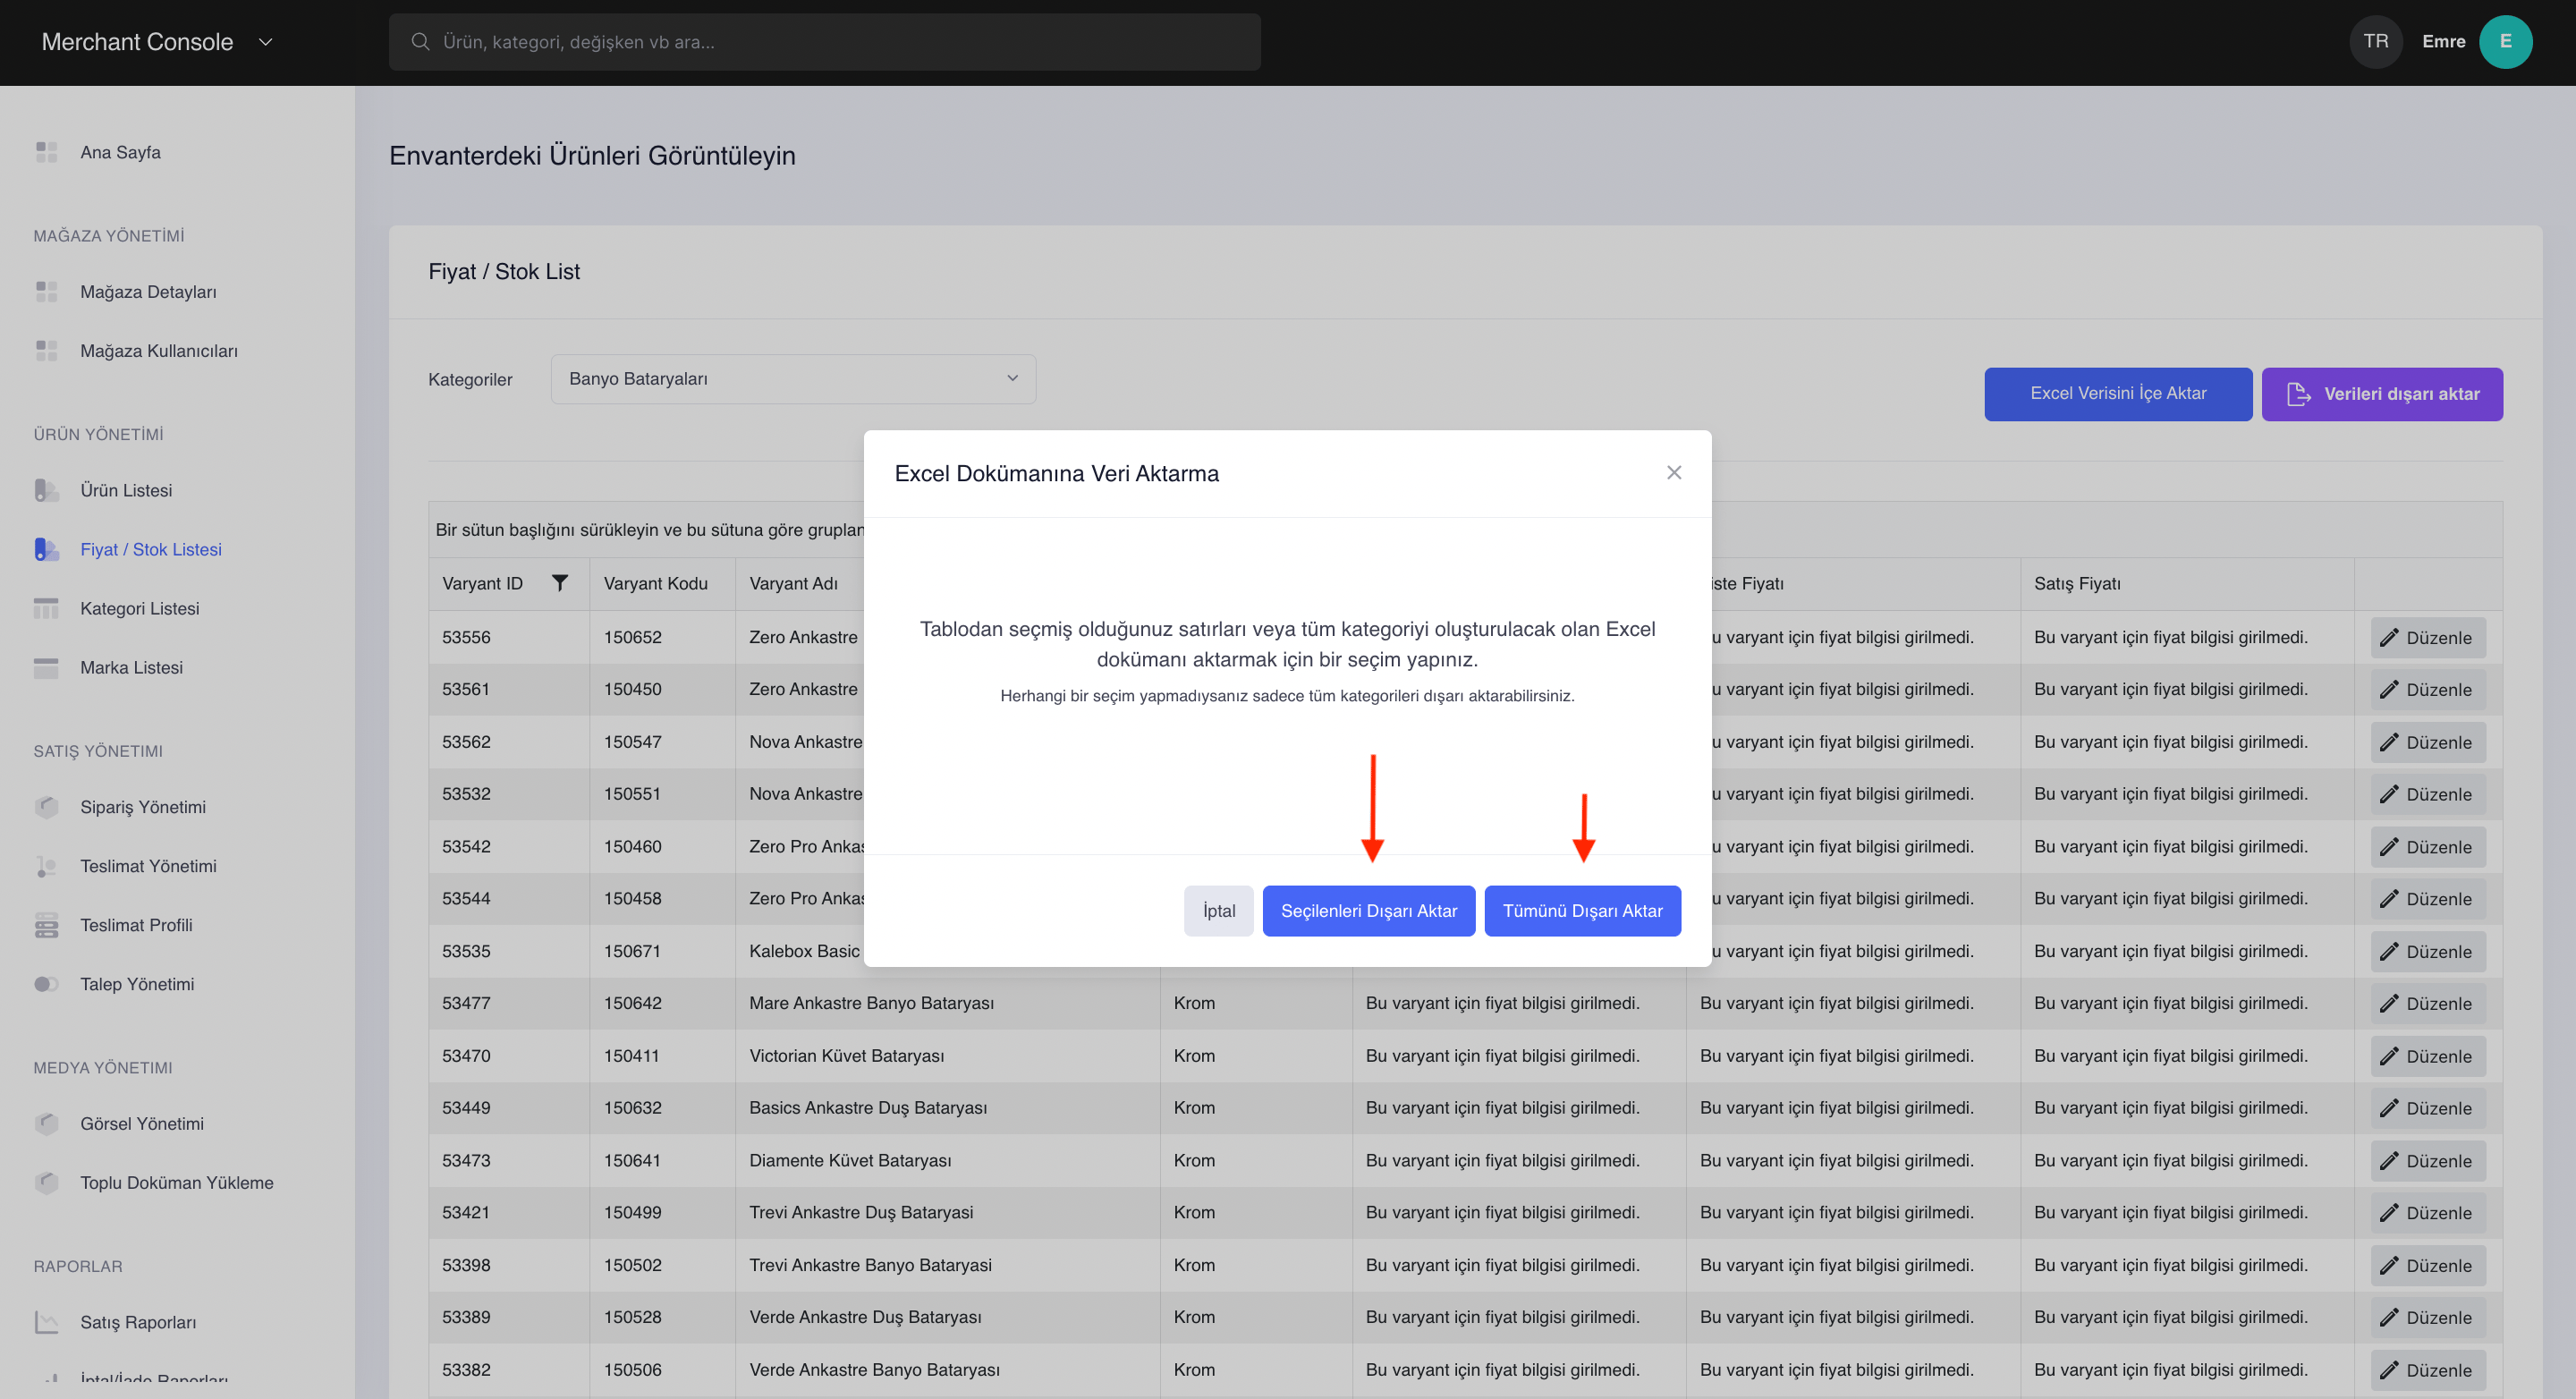 Merchant Console
Ürün, kategori, değişken vb ara...
TR
Emre
E
Ana Sayfa
MAĞAZA YÖNETİMİ
Mağaza Detayları
Mağaza Kullanıcıları
ÜRÜN YÖNETİMİ
Ürün Listesi
Fiyat / Stok Listesi
Kategori Listesi
Marka Listesi
SATIŞ YÖNETIMI
Sipariş Yönetimi
Teslimat Yönetimi
Teslimat Profili
Talep Yönetimi
MEDYA YÖNETIMI
Görsel Yönetimi
Toplu Doküman Yükleme
RAPORLAR
Satış Raporları
İptal/İade Raporları
Envanterdeki Ürünleri Görüntüleyin
Fiyat / Stok List
Kategoriler
Banyo Bataryaları
Excel Verisini İçe Aktar
Verileri dışarı aktar
Excel Dokümanına Veri Aktarma
Tablodan seçmiş olduğunuz satırları veya tüm kategoriyi oluşturulacak olan Excel
dokümanı aktarmak için bir seçim yapınız.
Herhangi bir seçim yapmadıysanız sadece tüm kategorileri dışarı aktarabilirsiniz.
İptal
Seçilenleri Dışarı Aktar
Tümünü Dışarı Aktar
Bir sütun başlığını sürükleyin ve bu sütuna göre gruplan
Varyant ID Varyant Kodu Varyant Adı iste Fiyatı Satış Fiyatı
53556 150652 Zero Ankastre u varyant için fiyat bilgisi girilmedi. Bu varyant için fiyat bilgisi girilmedi. Düzenle
53561 150450 Zero Ankastre u varyant için fiyat bilgisi girilmedi. Bu varyant için fiyat bilgisi girilmedi. Düzenle
53562 150547 Nova Ankastre u varyant için fiyat bilgisi girilmedi. Bu varyant için fiyat bilgisi girilmedi. Düzenle
53532 150551 Nova Ankastre u varyant için fiyat bilgisi girilmedi. Bu varyant için fiyat bilgisi girilmedi. Düzenle
53542 150460 Zero Pro Ankas u varyant için fiyat bilgisi girilmedi. Bu varyant için fiyat bilgisi girilmedi. Düzenle
53544 150458 Zero Pro Ankas u varyant için fiyat bilgisi girilmedi. Bu varyant için fiyat bilgisi girilmedi. Düzenle
53535 150671 Kalebox Basic u varyant için fiyat bilgisi girilmedi. Bu varyant için fiyat bilgisi girilmedi. Düzenle
53477 150642 Mare Ankastre Banyo Bataryası Krom Bu varyant için fiyat bilgisi girilmedi. Bu varyant için fiyat bilgisi girilmedi. Bu varyant için fiyat bilgisi girilmedi. Düzenle
53470 150411 Victorian Küvet Bataryası Krom Bu varyant için fiyat bilgisi girilmedi. Bu varyant için fiyat bilgisi girilmedi. Bu varyant için fiyat bilgisi girilmedi. Düzenle
53449 150632 Basics Ankastre Duş Bataryası Krom Bu varyant için fiyat bilgisi girilmedi. Bu varyant için fiyat bilgisi girilmedi. Bu varyant için fiyat bilgisi girilmedi. Düzenle
53473 150641 Diamente Küvet Bataryası Krom Bu varyant için fiyat bilgisi girilmedi. Bu varyant için fiyat bilgisi girilmedi. Bu varyant için fiyat bilgisi girilmedi. Düzenle
53421 150499 Trevi Ankastre Duş Bataryasi Krom Bu varyant için fiyat bilgisi girilmedi. Bu varyant için fiyat bilgisi girilmedi. Bu varyant için fiyat bilgisi girilmedi. Düzenle
53398 150502 Trevi Ankastre Banyo Bataryasi Krom Bu varyant için fiyat bilgisi girilmedi. Bu varyant için fiyat bilgisi girilmedi. Bu varyant için fiyat bilgisi girilmedi. Düzenle
53389 150528 Verde Ankastre Duş Bataryası Krom Bu varyant için fiyat bilgisi girilmedi. Bu varyant için fiyat bilgisi girilmedi. Bu varyant için fiyat bilgisi girilmedi. Düzenle
53382 150506 Verde Ankastre Banyo Bataryası Krom Bu varyant için fiyat bilgisi girilmedi. Bu varyant için fiyat bilgisi girilmedi. Bu varyant için fiyat bilgisi girilmedi. Düzenle